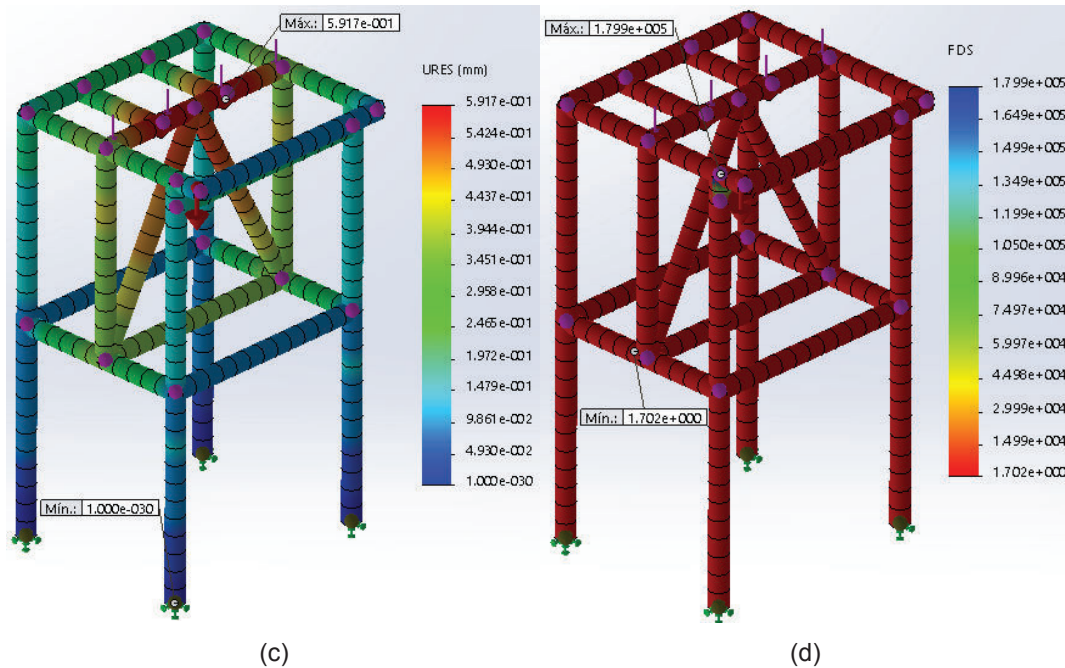 Máx.: 5.917e-001
URES (mm)
5.917e-001
5.424e-001
4.930e-001
4.437e-001
3.944e-001
3.451e-001
2.958e-001
2.465e-001
1.972e-001
1.479e-001
9.861e-002
4.930e-002
1.000e-030
Mín.: 1.000e-030
(c)
Máx.: 1.799e+005
FDS
1.799e+005
1.649e+005
1.499e+005
1.349e+005
1.199e+005
1.050e+005
8.996e+004
7.497e+004
5.997e+004
4.498e+004
2.999e+004
1.499e+004
1.702e+000
Mín.: 1.702e+000
(d)